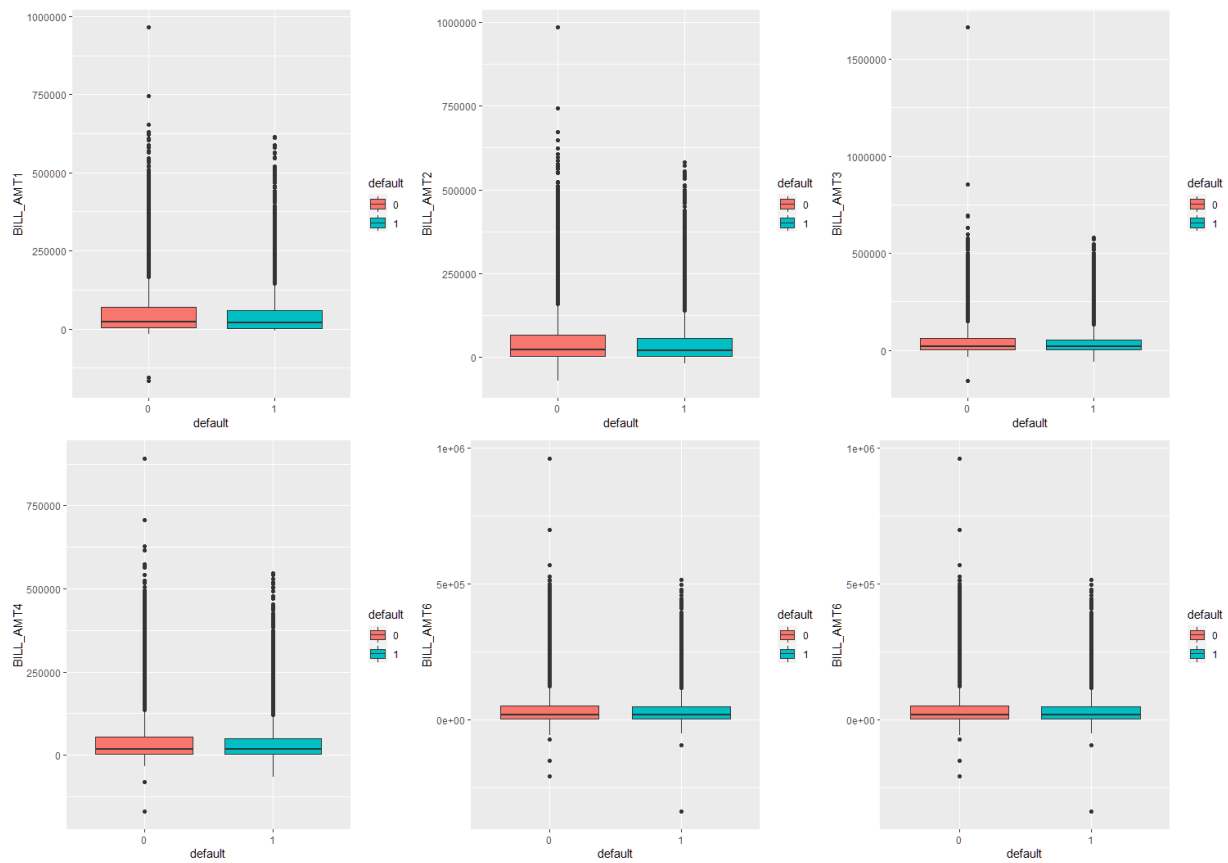 1000000
750000
500000
250000
0
BILL_AMT1
0
1
default
default
0
1
1000000
750000
500000
250000
0
BILL_AMT2
0
1
default
default
0
1
1500000
1000000
500000
0
BILL_AMT3
0
1
default
default
0
1
750000
500000
250000
0
BILL_AMT4
0
1
default
default
0
1
1e+06
5e+05
0e+00
BILL_AMT6
0
1
default
default
0
1
1e+06
5e+05
0e+00
BILL_AMT6
0
1
default
default
0
1